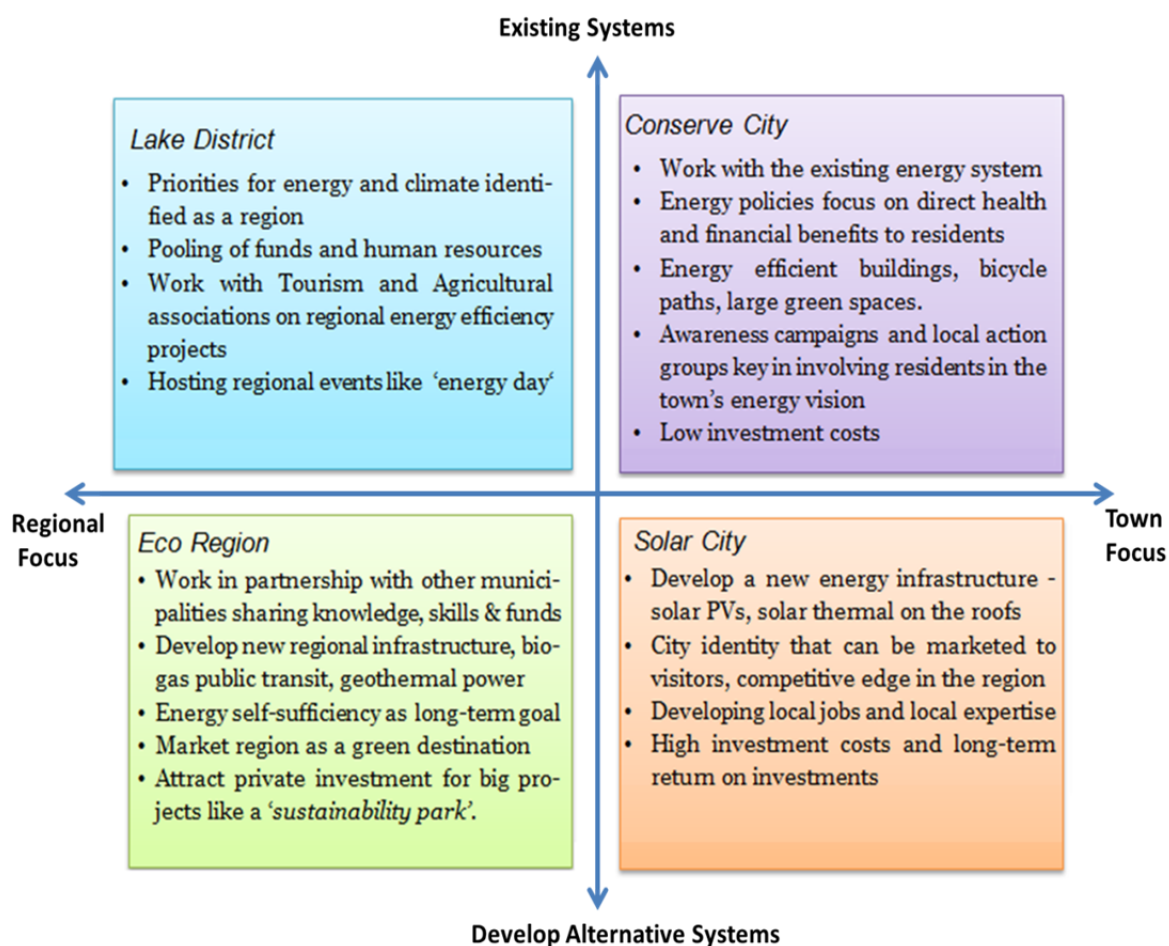 Existing Systems
Lake District
• Priorities for energy and climate identi-
fied as a region
• Pooling of funds and human resources
• Work with Tourism and Agricultural
associations on regional energy efficiency
projects
• Hosting regional events like ‘energy day‘
Conserve City
• Work with the existing energy system
• Energy policies focus on direct health
and financial benefits to residents
• Energy efficient buildings, bicycle
paths, large green spaces.
• Awareness campaigns and local action
groups key in involving residents in the
town’s energy vision
• Low investment costs
Regional
Focus
Town
Focus
Eco Region
• Work in partnership with other munici-
palities sharing knowledge, skills & funds
• Develop new regional infrastructure, bio-
gas public transit, geothermal power
• Energy self-sufficiency as long-term goal
• Market region as a green destination
• Attract private investment for big pro-
jects like a ‘sustainability park’.
Solar City
• Develop a new energy infrastructure -
solar PVs, solar thermal on the roofs
• City identity that can be marketed to
visitors, competitive edge in the region
• Developing local jobs and local expertise
• High investment costs and long-term
return on investments
Develop Alternative Systems